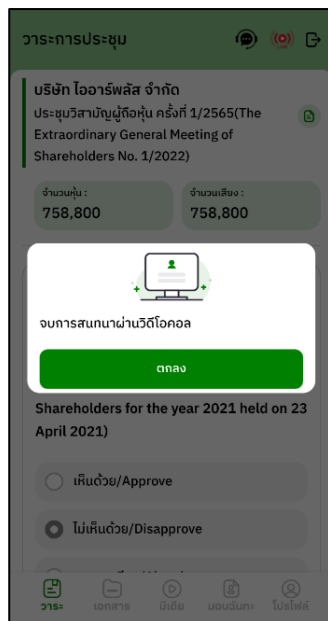 วาระการประชุม
LIVE
บริษัท ไออาร์พลัส จำกัด
ประชุมวิสามัญผู้ถือหุ้น ครั้งที่ 1/2565(The
Extraordinary General Meeting of
Shareholders No. 1/2022)
จำนวนหุ้น :
758,800
จำนวนเสียง :
758,800
จบการสนทนาผ่านวิดีโอคอล
ตกลง
Shareholders for the year 2021 held on 23
April 2021)
เห็นด้วย/Approve
ไม่เห็นด้วย/Disapprove
วาระ
เอกสาร
มีเดีย
มอบฉันทะ
โปรไฟล์